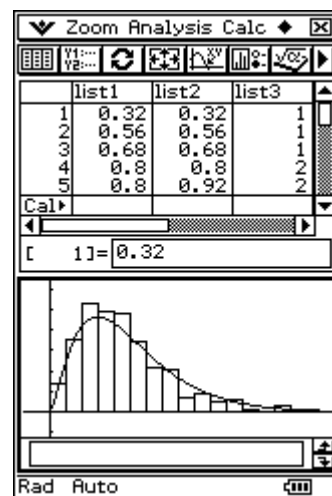 Zoom Analysis Calc
Y1:
Y2:
list1 list2 list3
1 0.32 0.32 1
2 0.56 0.56 1
3 0.68 0.68 1
4 0.8 0.8 2
5 0.8 0.92 2
Cal
[ 1]= 0.32
Rad Auto